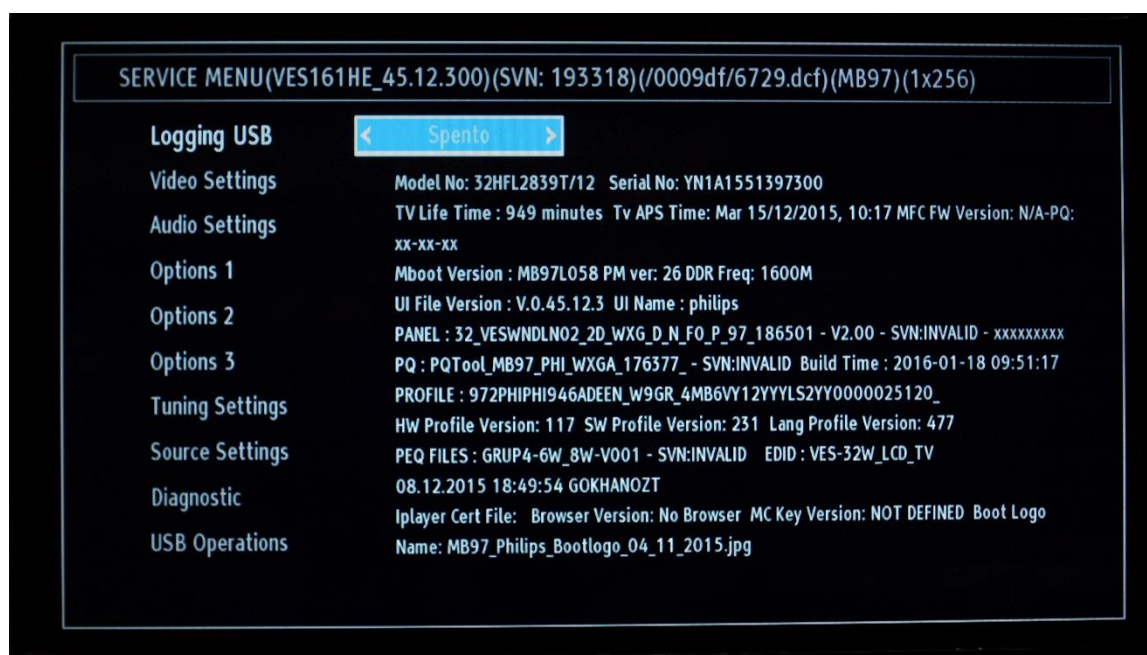 SERVICE MENU(VES161HE_45.12.300)(SVN: 193318)(/0009df/6729.dcf)(MB97)(1x256)
Logging USB < Spento >
Video Settings
Audio Settings
Options 1
Options 2
Options 3
Tuning Settings
Source Settings
Diagnostic
USB Operations
Model No: 32HFL2839T/12 Serial No: YN1A1551397300
TV Life Time : 949 minutes Tv APS Time: Mar 15/12/2015, 10:17 MFC FW Version: N/A-PQ:
xx-xx-xx
Mboot Version : MB97L058 PM ver: 26 DDR Freq: 1600M
UI File Version : V.0.45.12.3 UI Name : philips
PANEL : 32_VESWNDLN02_2D_WXG_D_N_F0_P_97_186501 - V2.00 - SVN:INVALID - xxxxxxxxx
PQ : PQTool_MB97_PHI_WXGA_176377_ - SVN:INVALID Build Time : 2016-01-18 09:51:17
PROFILE : 972PHIPHI946ADEEN_W9GR_4MB6VY12YYYLS2YY0000025120_
HW Profile Version: 117 SW Profile Version: 231 Lang Profile Version: 477
PEQ FILES : GRUP4-6W_8W-V001 - SVN:INVALID EDID : VES-32W_LCD_TV
08.12.2015 18:49:54 GOKHANOZT
Iplayer Cert File: Browser Version: No Browser MC Key Version: NOT DEFINED Boot Logo
Name: MB97_Philips_Bootlogo_04_11_2015.jpg